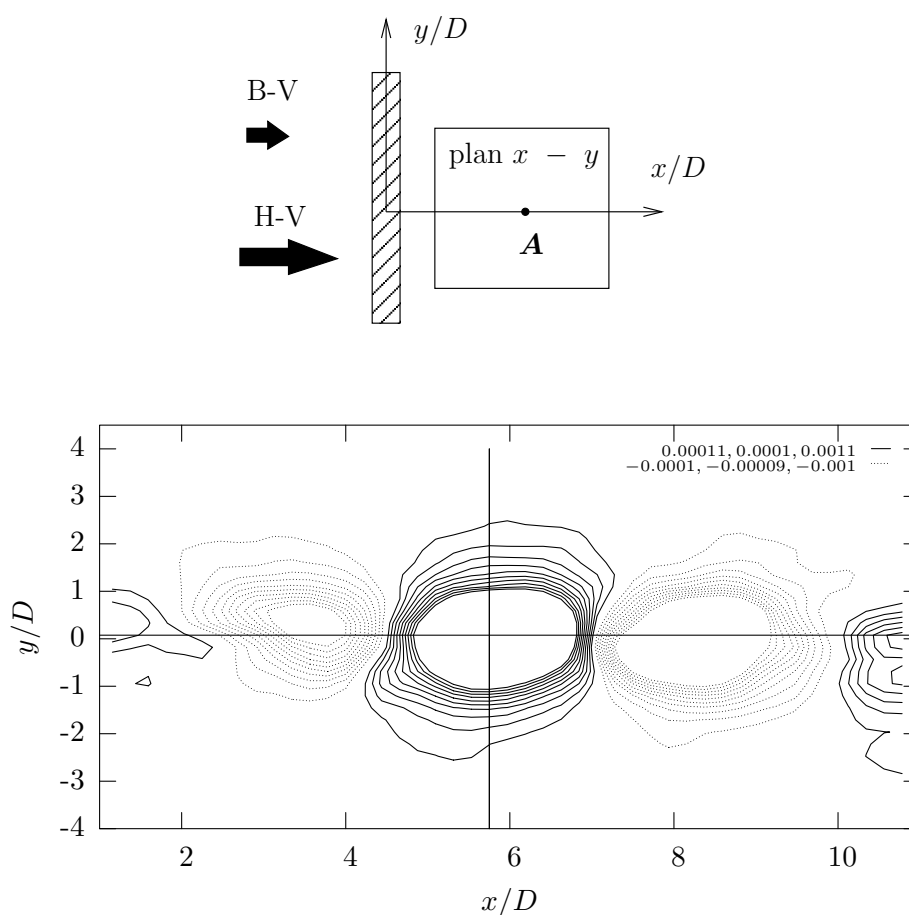 y/D
B-V
plan x − y
x/D
H-V
A
4
3
2
1
0
-1
-2
-3
-4
y/D
0.00011, 0.0001, 0.0011
−0.0001, −0.00009, −0.001
2 4 6 8 10
x/D